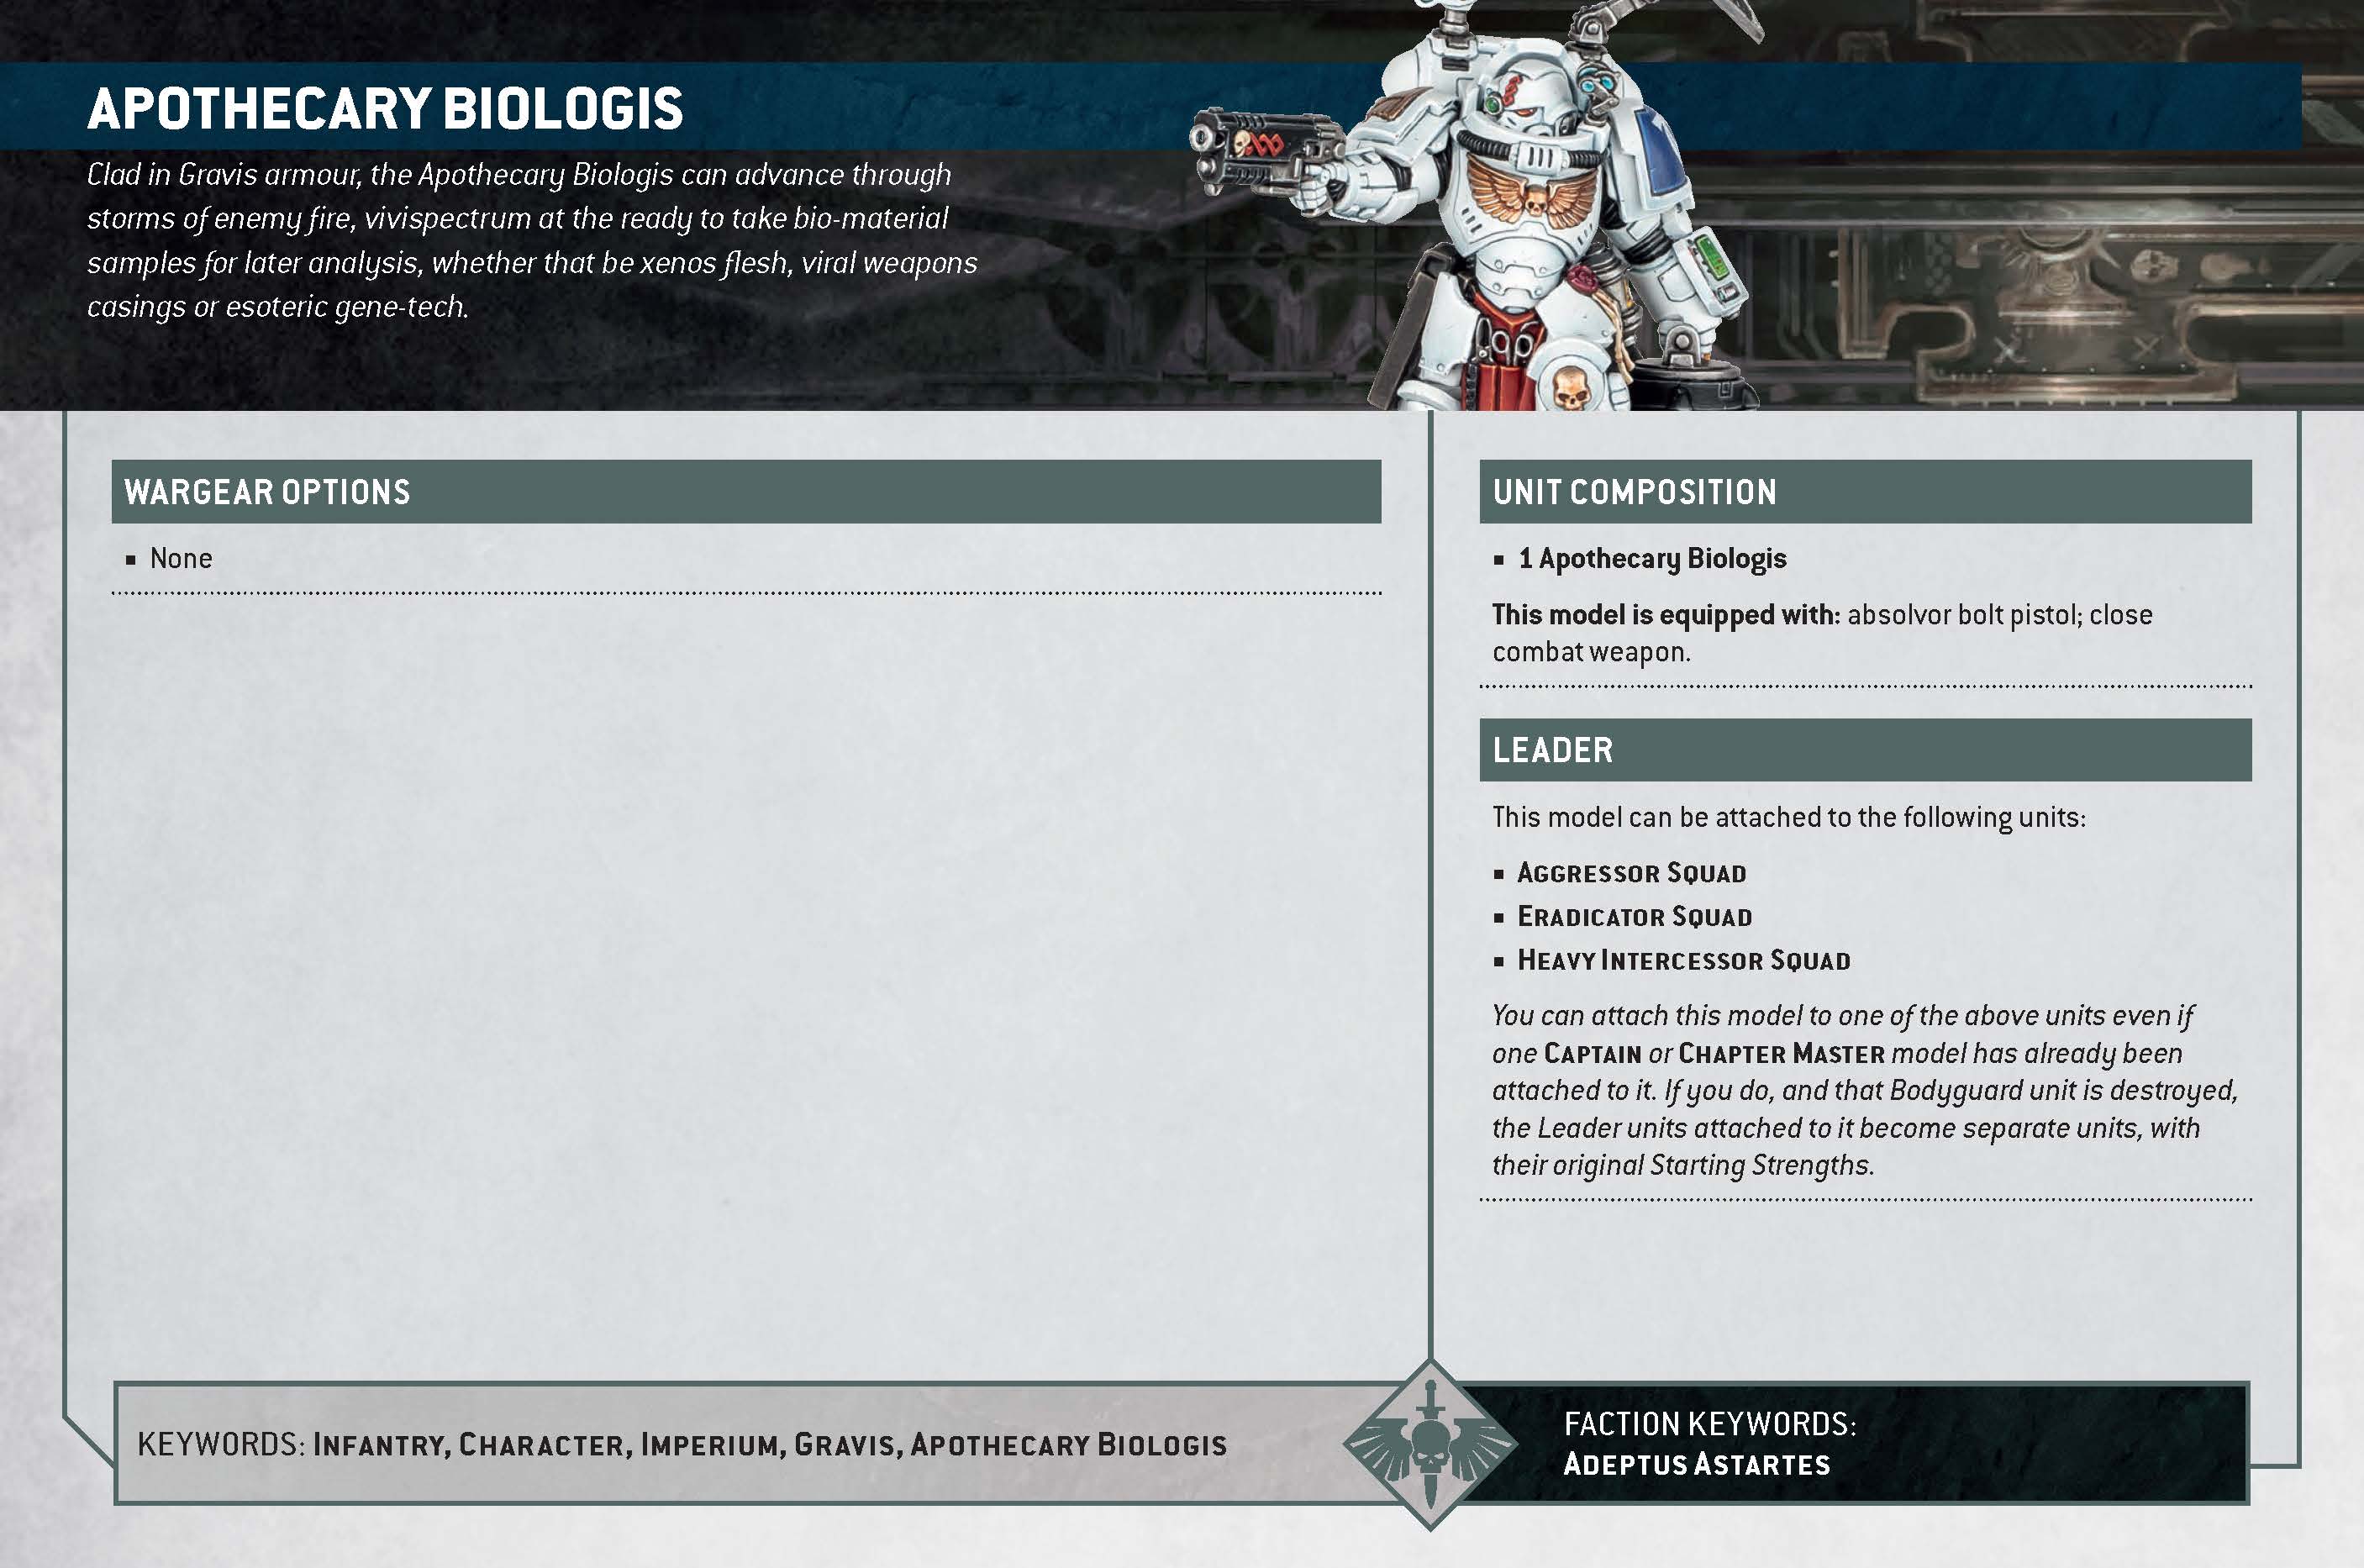 APOTHECARY BIOLOGIS
Clad in Gravis armour, the Apothecary Biologis can advance through
storms of enemy fire, vivispectrum at the ready to take bio-material
samples for later analysis, whether that be xenos flesh, viral weapons
casings or esoteric gene-tech.
WARGEAR OPTIONS
▪ None
UNIT COMPOSITION
▪ 1 Apothecary Biologis
This model is equipped with: absolvor bolt pistol; close
combat weapon.
LEADER
This model can be attached to the following units:
▪ AGGRESSOR SQUAD
▪ ERADICATOR SQUAD
▪ HEAVY INTERCESSOR SQUAD
You can attach this model to one of the above units even if
one CAPTAIN or CHAPTER MASTER model has already been
attached to it. If you do, and that Bodyguard unit is destroyed,
the Leader units attached to it become separate units, with
their original Starting Strengths.
KEYWORDS: INFANTRY, CHARACTER, IMPERIUM, GRAVIS, APOTHECARY BIOLOGIS
FACTION KEYWORDS:
ADEPTUS ASTARTES